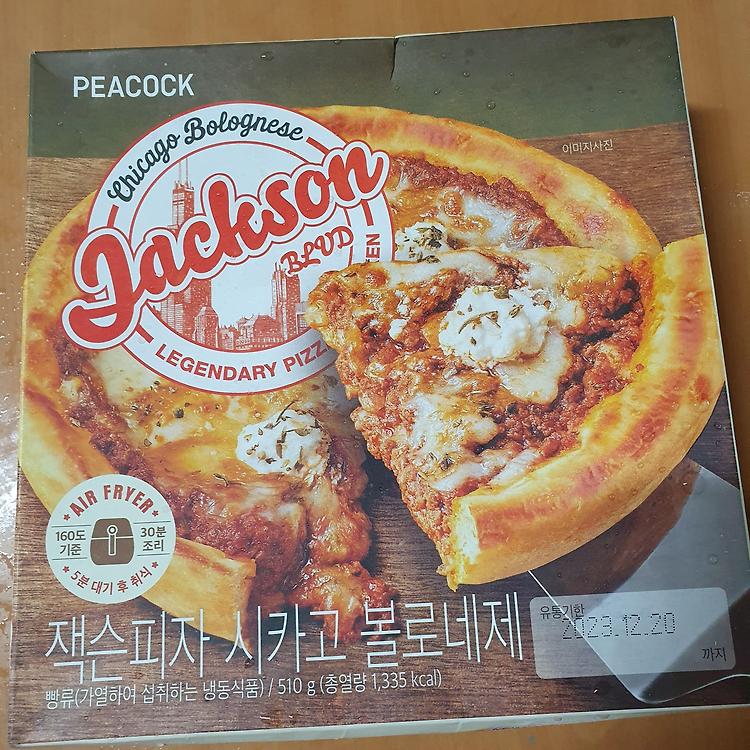 PEACOCK
Chicago Bolognese
Jackson
BLVD
LEGENDARY PIZZ
EN
이미지사진
AIR FRYER
160도
기준
30분
조리
5분 대기 후 취식
잭슨피자 시카고 볼로네제
빵류(가열하여 섭취하는 냉동식품) / 510 g (총열량 1,335 kcal)
유통기한
2023.12.20
까지